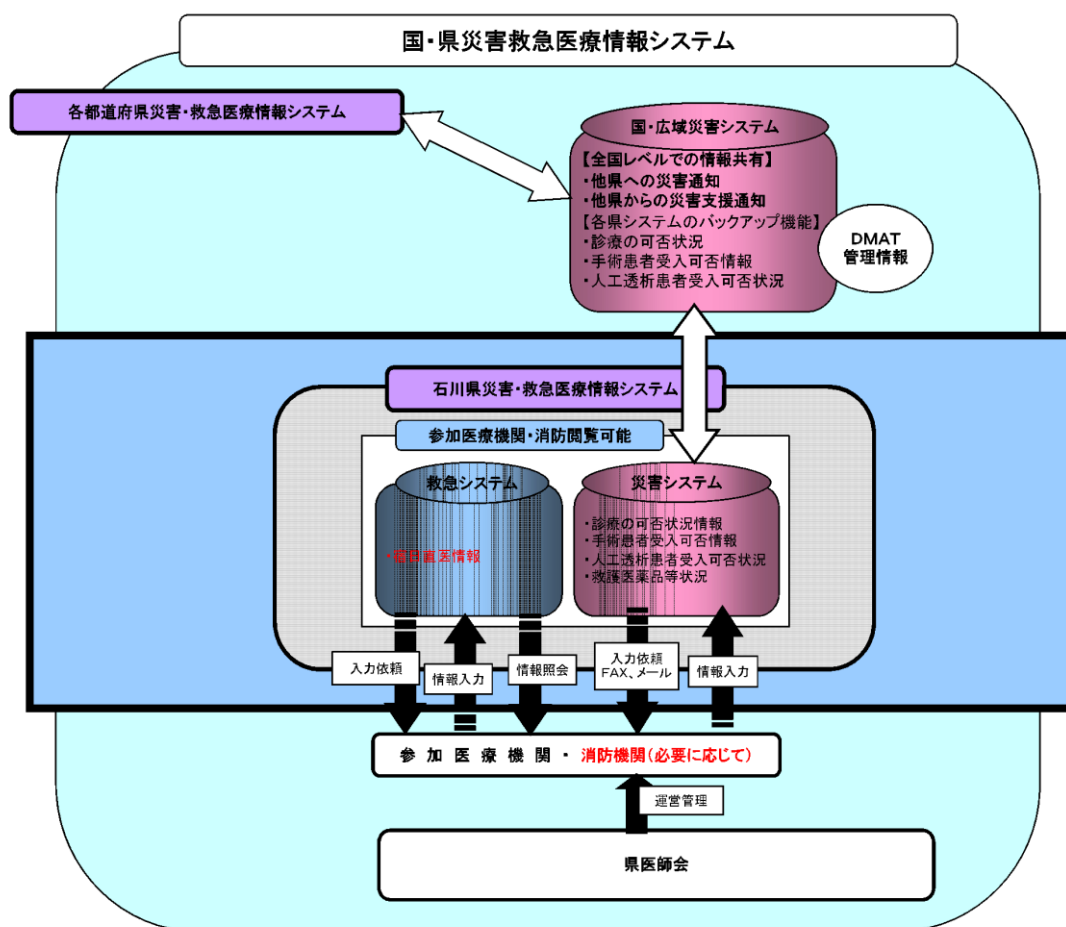 国・県災害救急医療情報システム
各都道府県災害・救急医療情報システム
国・広域災害システム
【全国レベルでの情報共有】
・他県への災害通知
・他県からの災害支援通知
【各県システムのバックアップ機能】
・診療の可否状況
・手術患者受入可否情報
・人工透析患者受入可否状況
DMAT
管理情報
石川県災害・救急医療情報システム
参加医療機関・消防閲覧可能
救急システム
・宿日直医情報
災害システム
・診療の可否状況情報
・手術患者受入可否情報
・人工透析患者受入可否状況
・救護医薬品等状況
入力依頼
情報入力
情報照会
入力依頼
FAX、メール
情報入力
参加医療機関・消防機関(必要に応じて)
運営管理
県医師会